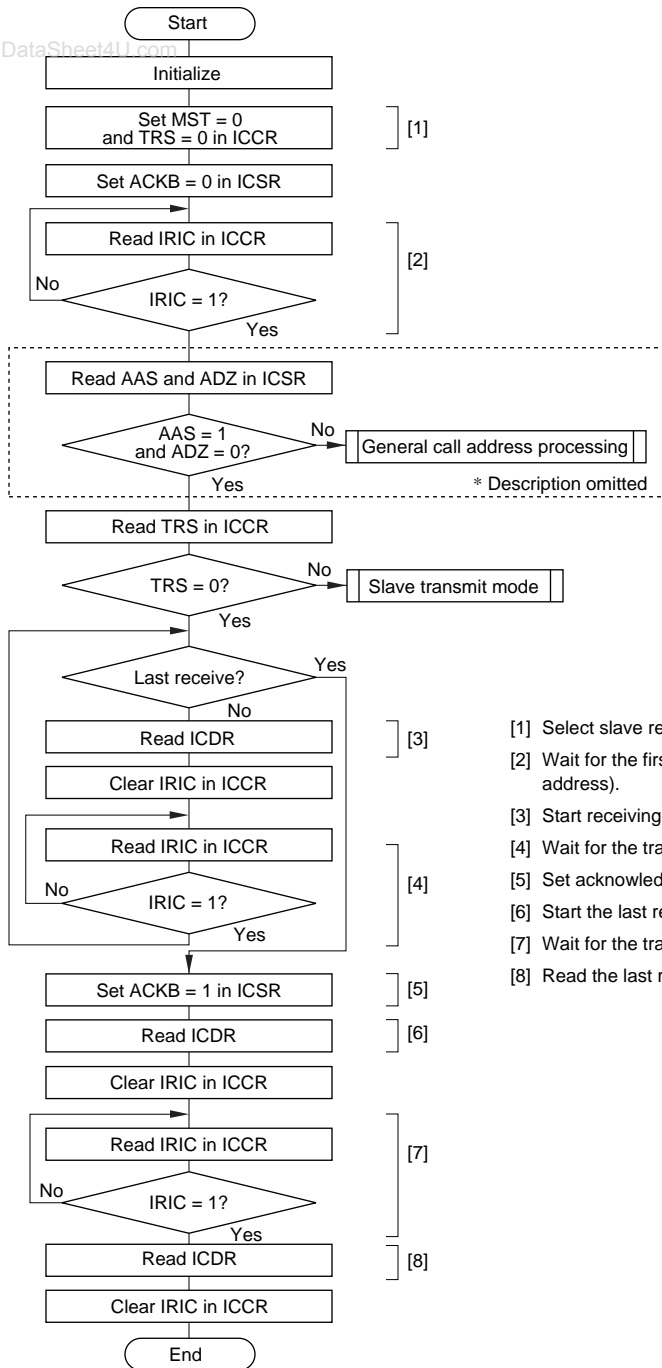 Start
DataSheet4U.com
Initialize
Set MST = 0
and TRS = 0 in ICCR
[1]
Set ACKB = 0 in ICSR
Read IRIC in ICCR
[2]
No
IRIC = 1?
Yes
Read AAS and ADZ in ICSR
AAS = 1
and ADZ = 0?
No
General call address processing
Yes
* Description omitted
Read TRS in ICCR
TRS = 0?
No
Slave transmit mode
Yes
Last receive?
Yes
No
Read ICDR
[3]
Clear IRIC in ICCR
Read IRIC in ICCR
[4]
No
IRIC = 1?
Yes
Set ACKB = 1 in ICSR
[5]
Read ICDR
[6]
Clear IRIC in ICCR
Read IRIC in ICCR
[7]
No
IRIC = 1?
Yes
Read ICDR
[8]
Clear IRIC in ICCR
End
[1] Select slave
[2] Wait for the
address).
[3] Start receiving
[4] Wait for the
[5] Set
[6] Start the last
[7] Wait for the
[8] Read the last